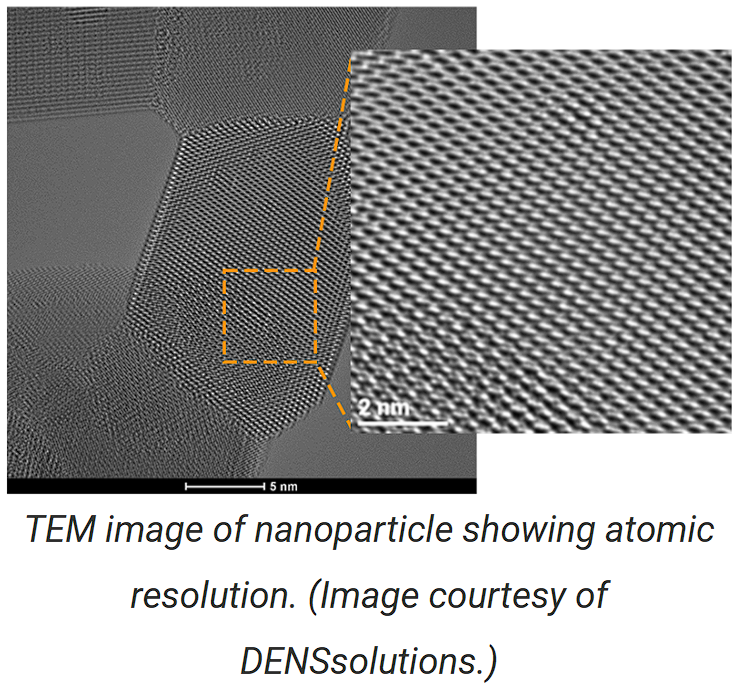 2 nm
5 nm
TEM image of nanoparticle showing atomic
resolution. (Image courtesy of
DENSsolutions.)